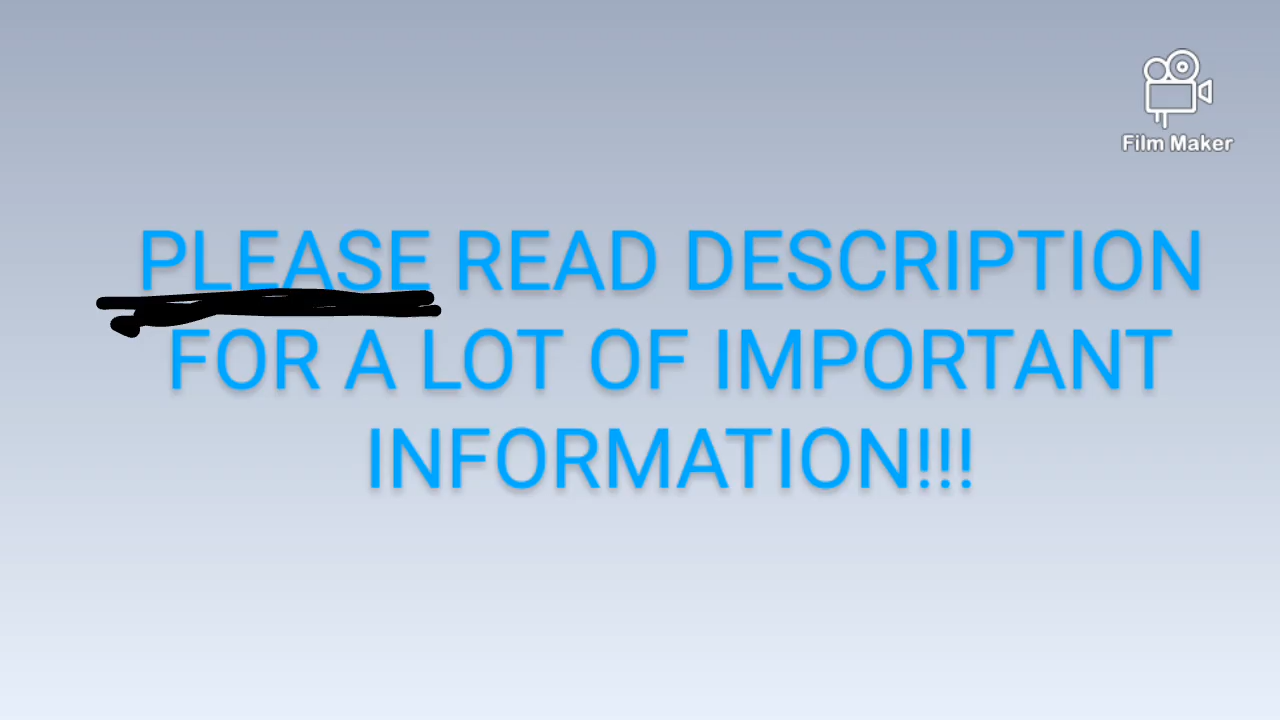 Film Maker
PLEASE READ DESCRIPTION
FOR A LOT OF IMPORTANT
INFORMATION!!!